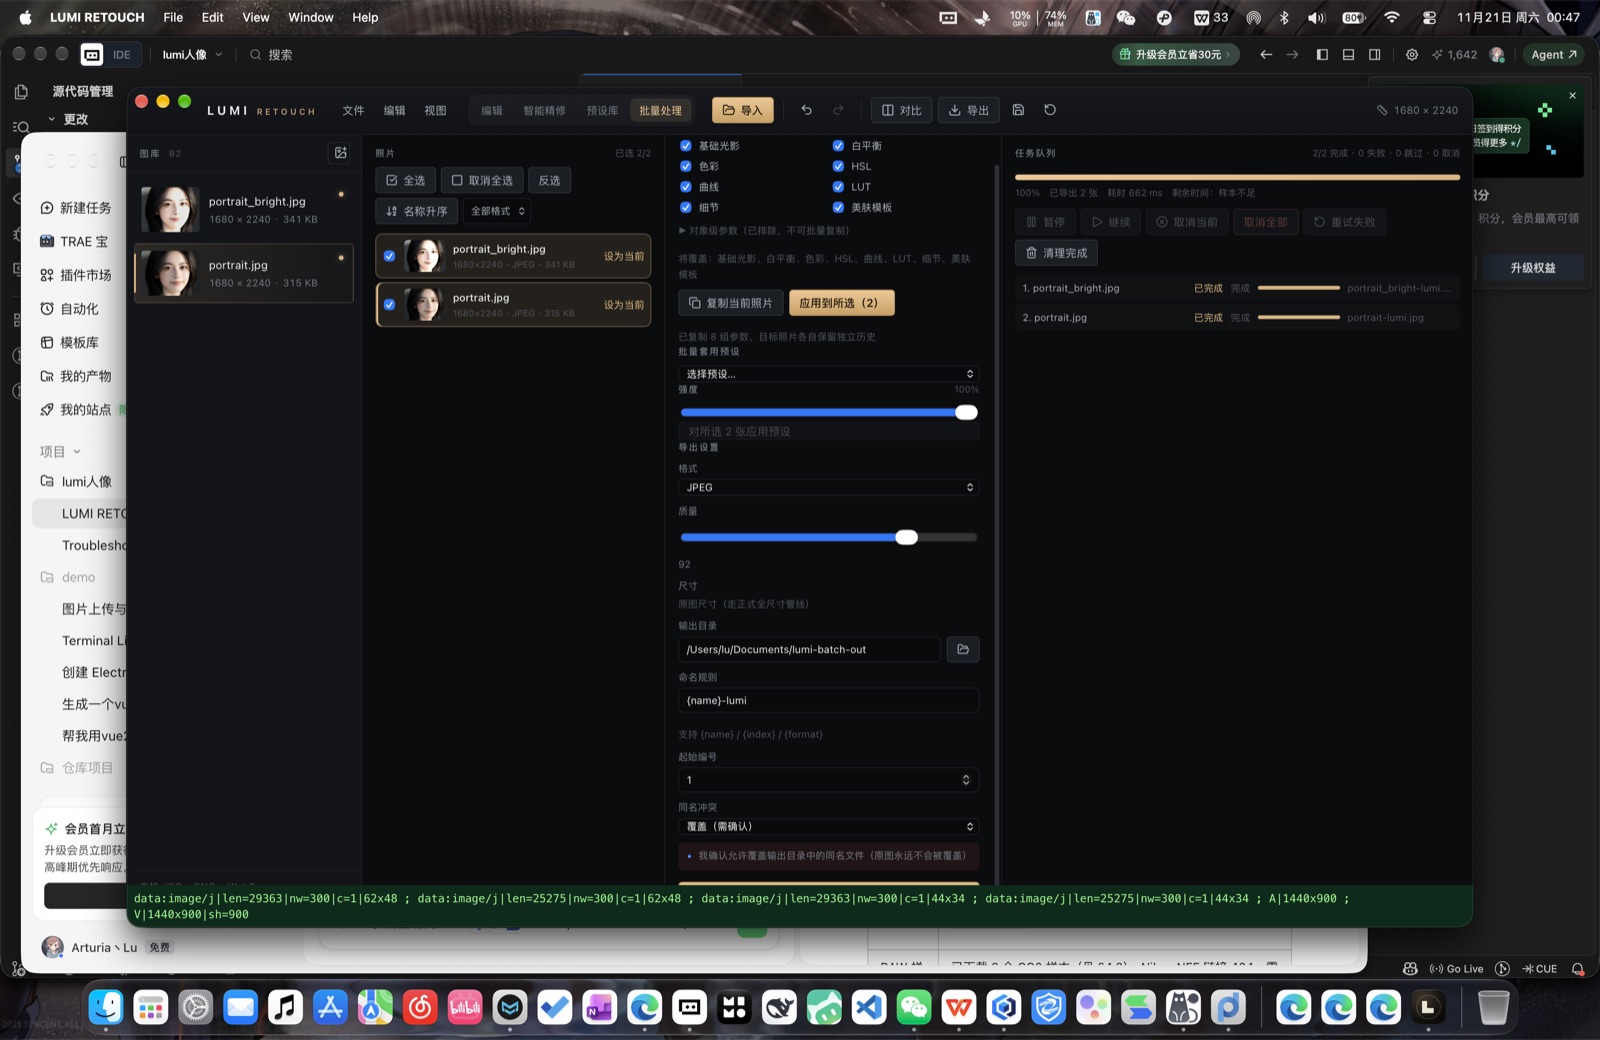 LUMI RETOUCH File Edit View Window Help
10% GPU 74% MEM 33 80 11月21日 周六 00:47
IDE lumi人像 搜索 升级会员立省30元 1,642 Agent
源代码管理
更改
LUMI RETOUCH 文件 编辑 视图 编辑 智能精修 预设库 批量处理 导入 对比 导出 1680 × 2240
新建任务
TRAE 宝
插件市场
自动化
模板库
我的产物
我的站点
项目
lumi人像
LUMI RETO
Troublesho
demo
图片上传与
Terminal Li
创建 Electr
生成一个vu
帮我用vue2
仓库项目
会员首月立
升级会员立即获
高峰期优先响应,
Arturia丶Lu 免费
图库 02
portrait_bright.jpg
1680 × 2240 · 341 KB
portrait.jpg
1680 × 2240 · 315 KB
照片 已选 2/2
全选 取消全选 反选
名称升序 全部格式
portrait_bright.jpg
1680×2240 · JPEG · 341 KB
设为当前
portrait.jpg
1680×2240 · JPEG · 315 KB
设为当前
基础光影 白平衡
色彩 HSL
曲线 LUT
细节 美肤模板
对象级参数（已排除，不可批量复制）
将覆盖：基础光影、白平衡、色彩、HSL、曲线、LUT、细节、美肤
模板
复制当前照片 应用到所选（2）
已复制 8 组参数，目标照片各自保留独立历史
批量套用预设
选择预设...
强度 100%
对所选 2 张应用预设
导出设置
格式
JPEG
质量
92
尺寸
原图尺寸（走正式全尺寸管线）
输出目录
/Users/lu/Documents/lumi-batch-out
命名规则
{name}-lumi
支持 {name} / {index} / {format}
起始编号
1
同名冲突
覆盖（需确认）
我确认允许覆盖输出目录中的同名文件（原图永远不会被覆盖）
任务队列 2/2 完成 · 0 失败 · 0 跳过 · 0 取消
100% 已导出 2 张 耗时 662 ms 剩余时间：样本不足
暂停 继续 取消当前 取消全部 重试失败
清理完成
1. portrait_bright.jpg 已完成 完成 portrait_bright-lumi....
2. portrait.jpg 已完成 完成 portrait-lumi.jpg
签到得积分
员得更多 ✶/
分
积分，会员最高可领
升级权益
data:image/j|len=29363|nw=300|c=1|62x48 ; data:image/j|len=25275|nw=300|c=1|62x48 ; data:image/j|len=29363|nw=300|c=1|44x34 ; data:image/j|len=25275|nw=300|c=1|44x34 ; A|1440x900 ;
V|1440x900|sh=900
Go Live CUE
bilibili